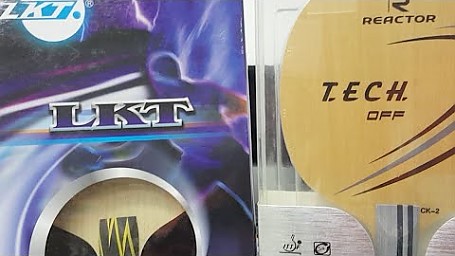 LKT.®
LKT
REACTOR
T.E.C.H.
OFF
CK-2